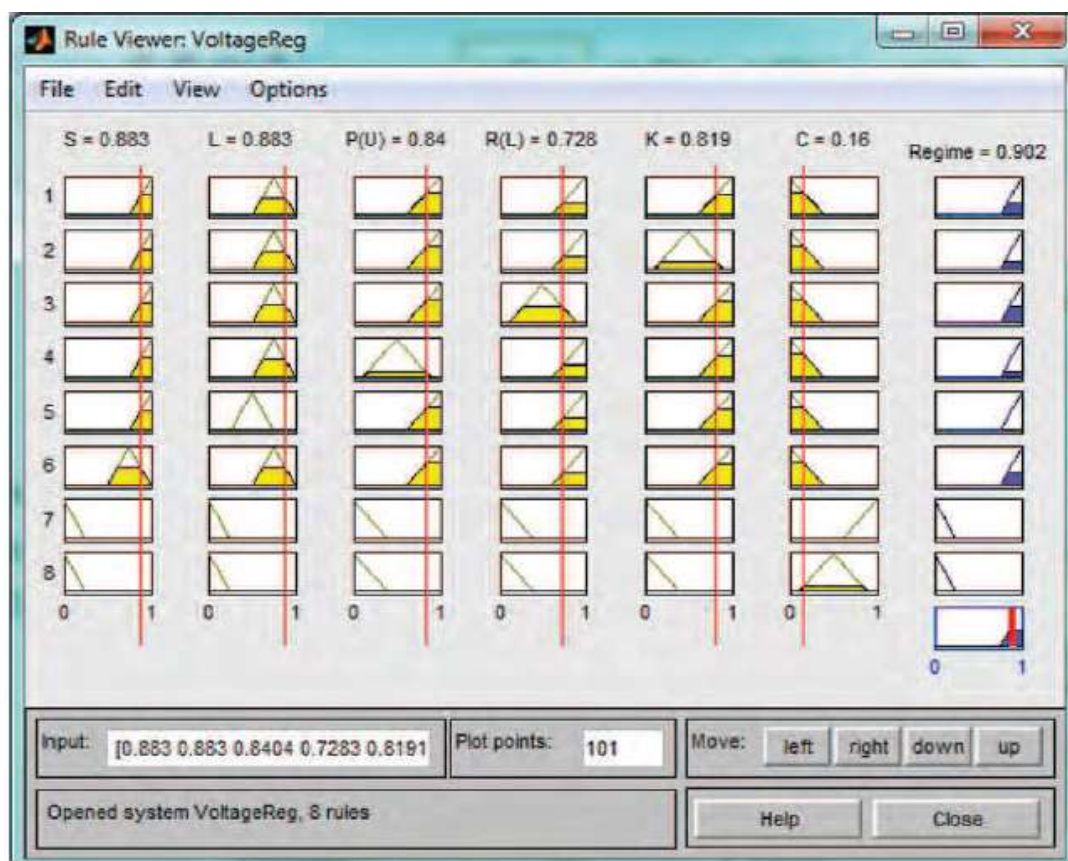 Rule Viewer: VoltageReg
File Edit View Options
S = 0.883 L = 0.883 P(U) = 0.84 R(L) = 0.728 K = 0.819 C = 0.16 Regime = 0.902
1
2
3
4
5
6
7
8
0 1 0 1 0 1 0 1 0 1 0 1
0 1
Input: [0.883 0.883 0.8404 0.7283 0.8191 Plot points: 101 Move: left right down up
Opened system VoltageReg, 8 rules Help Close